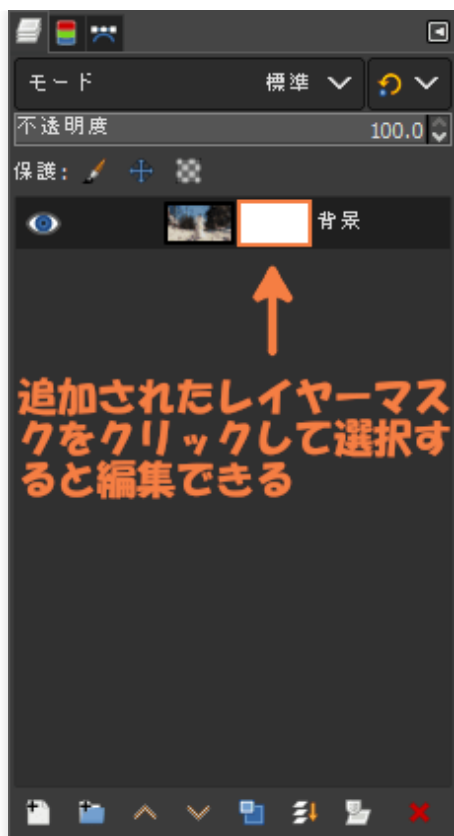 モード 標準
不透明度 100.0
保護:
背景
追加されたレイヤーマス
クをクリックして選択す
ると編集できる